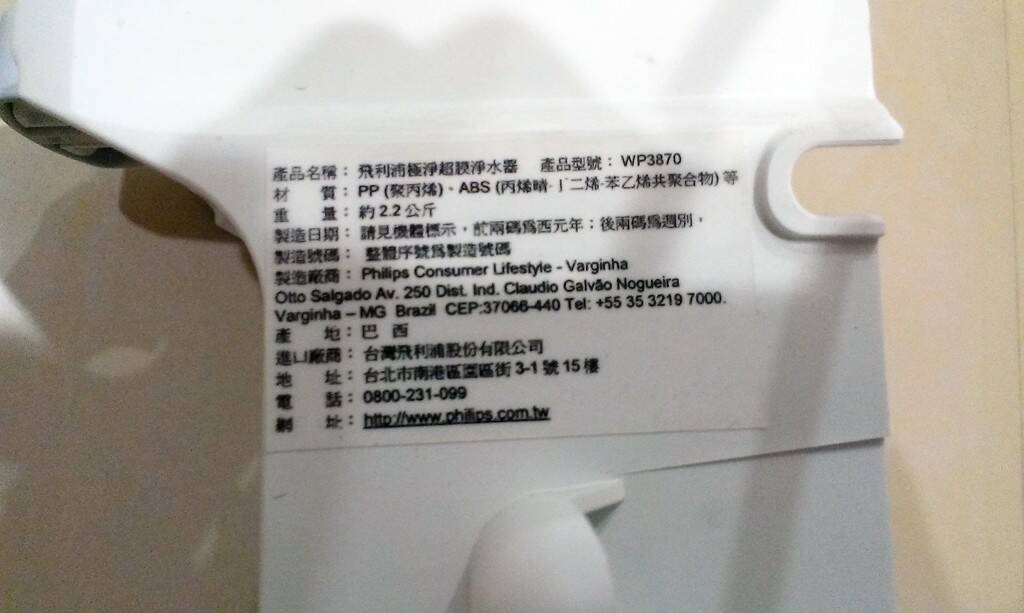 產品名稱：飛利浦極淨超膜淨水器 產品型號：WP3870
材 質：PP (聚丙烯)、ABS (丙烯晴-丁二烯-苯乙烯共聚合物) 等
重 量：約 2.2 公斤
製造日期：請見機體標示，前兩碼為西元年：後兩碼為週別，
製造號碼：整體序號為製造號碼
製造廠商：Philips Consumer Lifestyle - Varginha
Otto Salgado Av. 250 Dist. Ind. Claudio Galvão Nogueira
Varginha – MG Brazil CEP:37066-440 Tel: +55 35 3219 7000.
產 地：巴 西
進口廠商：台灣飛利浦股份有限公司
地 址：台北市南港區園區街 3-1 號 15 樓
電 話：0800-231-099
網 址：http://www.philips.com.tw